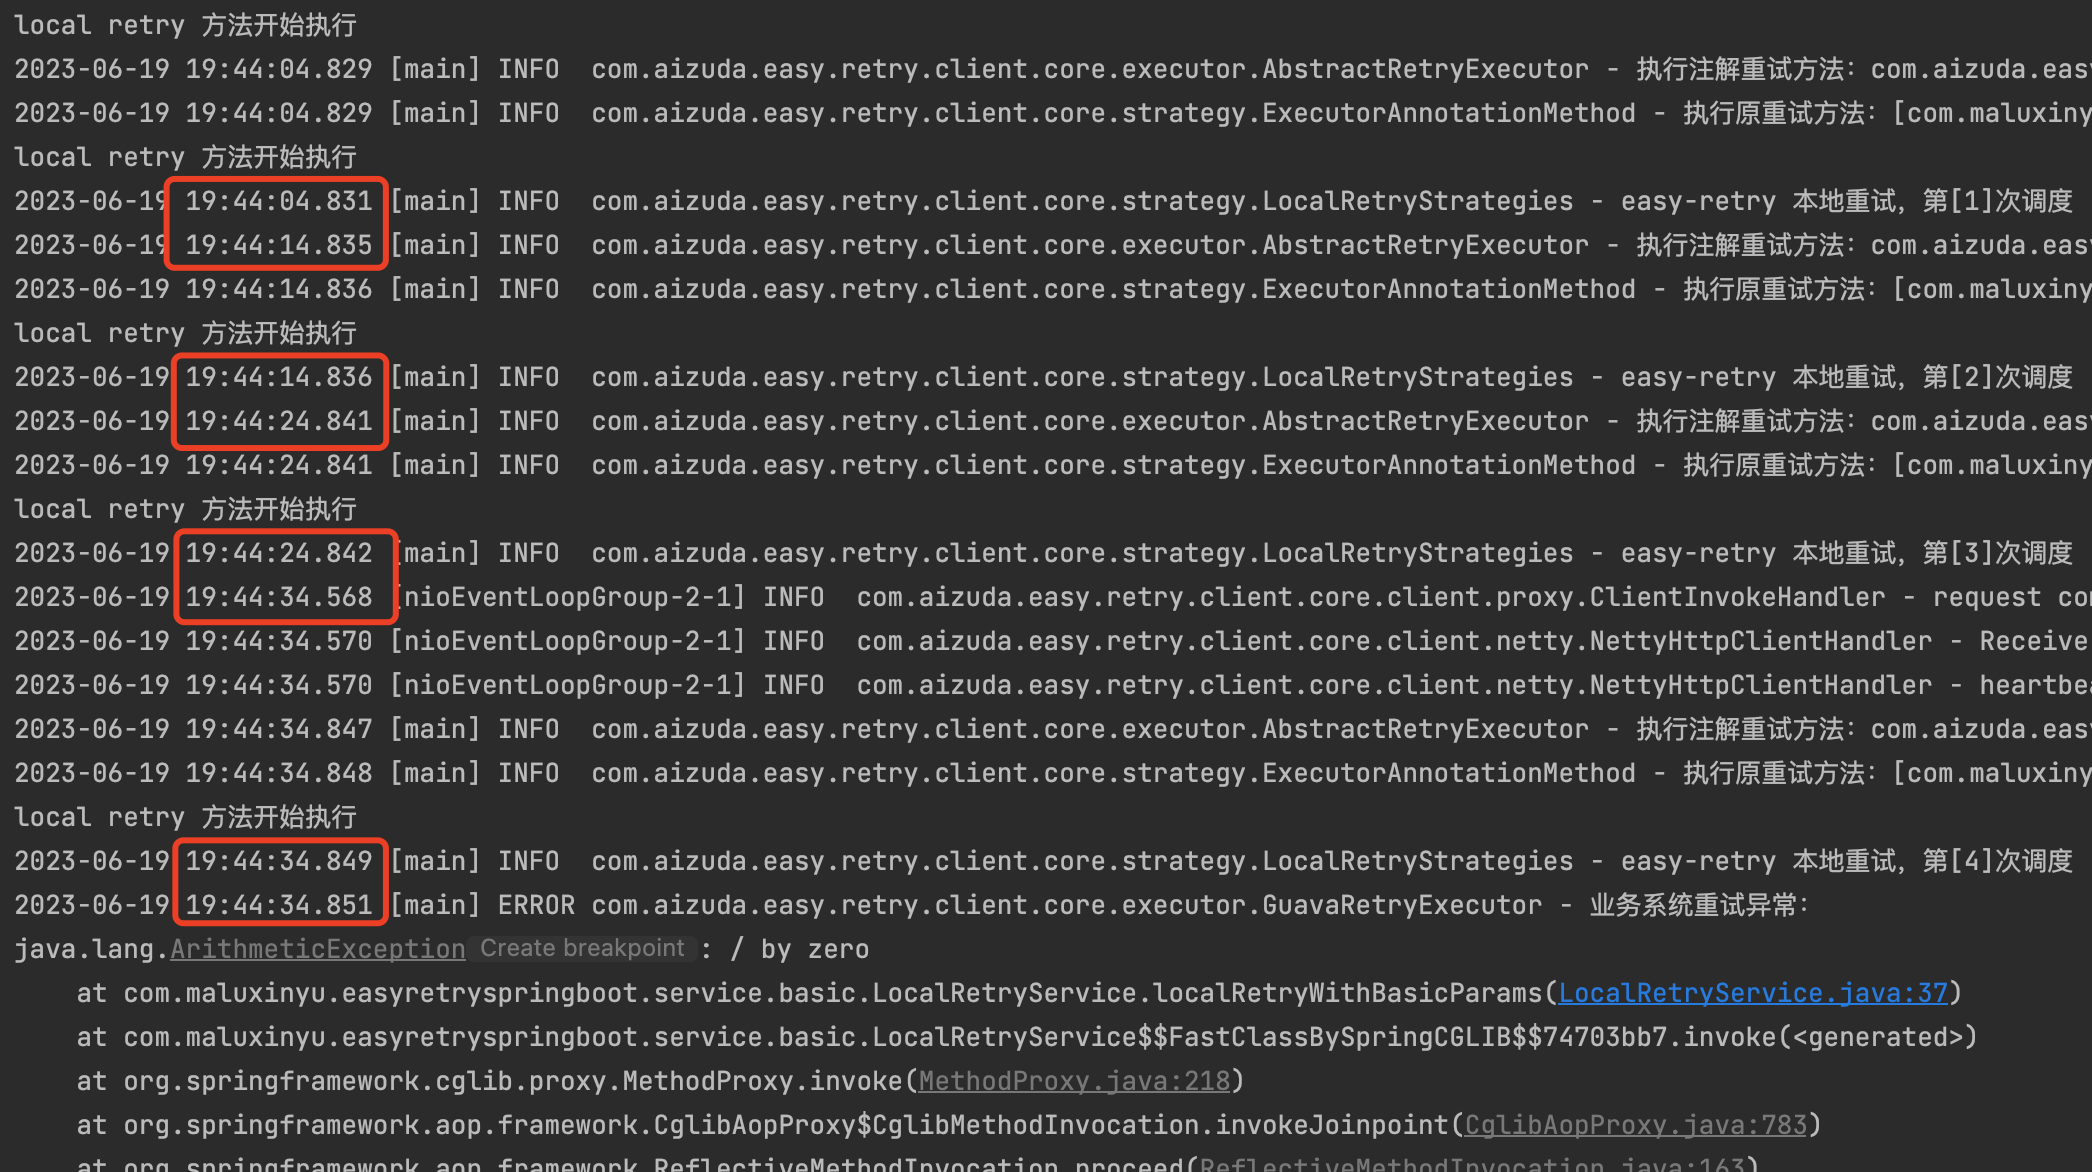 local retry 方法开始执行
2023-06-19 19:44:04.829 [main] INFO  com.aizuda.easy.retry.client.core.executor.AbstractRetryExecutor - 执行注解重试方法：com.aizuda.eas
2023-06-19 19:44:04.829 [main] INFO  com.aizuda.easy.retry.client.core.strategy.ExecutorAnnotationMethod - 执行原重试方法：[com.maluxiny
local retry 方法开始执行
2023-06-19 19:44:04.831 [main] INFO  com.aizuda.easy.retry.client.core.strategy.LocalRetryStrategies - easy-retry 本地重试，第[1]次调度
2023-06-19 19:44:14.835 [main] INFO  com.aizuda.easy.retry.client.core.executor.AbstractRetryExecutor - 执行注解重试方法：com.aizuda.eas
2023-06-19 19:44:14.836 [main] INFO  com.aizuda.easy.retry.client.core.strategy.ExecutorAnnotationMethod - 执行原重试方法：[com.maluxiny
local retry 方法开始执行
2023-06-19 19:44:14.836 [main] INFO  com.aizuda.easy.retry.client.core.strategy.LocalRetryStrategies - easy-retry 本地重试，第[2]次调度
2023-06-19 19:44:24.841 [main] INFO  com.aizuda.easy.retry.client.core.executor.AbstractRetryExecutor - 执行注解重试方法：com.aizuda.eas
2023-06-19 19:44:24.841 [main] INFO  com.aizuda.easy.retry.client.core.strategy.ExecutorAnnotationMethod - 执行原重试方法：[com.maluxiny
local retry 方法开始执行
2023-06-19 19:44:24.842 [main] INFO  com.aizuda.easy.retry.client.core.strategy.LocalRetryStrategies - easy-retry 本地重试，第[3]次调度
2023-06-19 19:44:34.568 [nioEventLoopGroup-2-1] INFO  com.aizuda.easy.retry.client.core.client.proxy.ClientInvokeHandler - request co
2023-06-19 19:44:34.570 [nioEventLoopGroup-2-1] INFO  com.aizuda.easy.retry.client.core.client.netty.NettyHttpClientHandler - Receive
2023-06-19 19:44:34.570 [nioEventLoopGroup-2-1] INFO  com.aizuda.easy.retry.client.core.client.netty.NettyHttpClientHandler - heartbe
2023-06-19 19:44:34.847 [main] INFO  com.aizuda.easy.retry.client.core.executor.AbstractRetryExecutor - 执行注解重试方法：com.aizuda.eas
2023-06-19 19:44:34.848 [main] INFO  com.aizuda.easy.retry.client.core.strategy.ExecutorAnnotationMethod - 执行原重试方法：[com.maluxiny
local retry 方法开始执行
2023-06-19 19:44:34.849 [main] INFO  com.aizuda.easy.retry.client.core.strategy.LocalRetryStrategies - easy-retry 本地重试，第[4]次调度
2023-06-19 19:44:34.851 [main] ERROR com.aizuda.easy.retry.client.core.executor.GuavaRetryExecutor - 业务系统重试异常：
java.lang.ArithmeticException Create breakpoint : / by zero
at com.maluxinyu.easyretryspringboot.service.basic.LocalRetryService.localRetryWithBasicParams(LocalRetryService.java:37)
at com.maluxinyu.easyretryspringboot.service.basic.LocalRetryService$$FastClassBySpringCGLIB$$74703bb7.invoke(<generated>)
at org.springframework.cglib.proxy.MethodProxy.invoke(MethodProxy.java:218)
at org.springframework.aop.framework.CglibAopProxy$CglibMethodInvocation.invokeJoinpoint(CglibAopProxy.java:783)
at org.springframework.aop.framework.ReflectiveMethodInvocation.proceed(ReflectiveMethodInvocation.java:163)